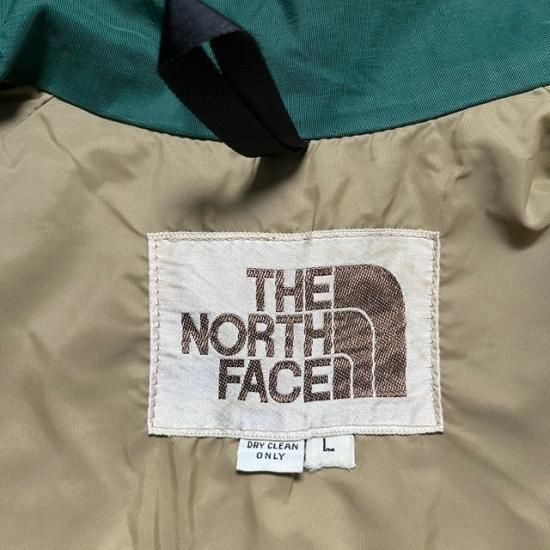 THE
NORTH
FACE
DRY CLEAN
ONLY
L